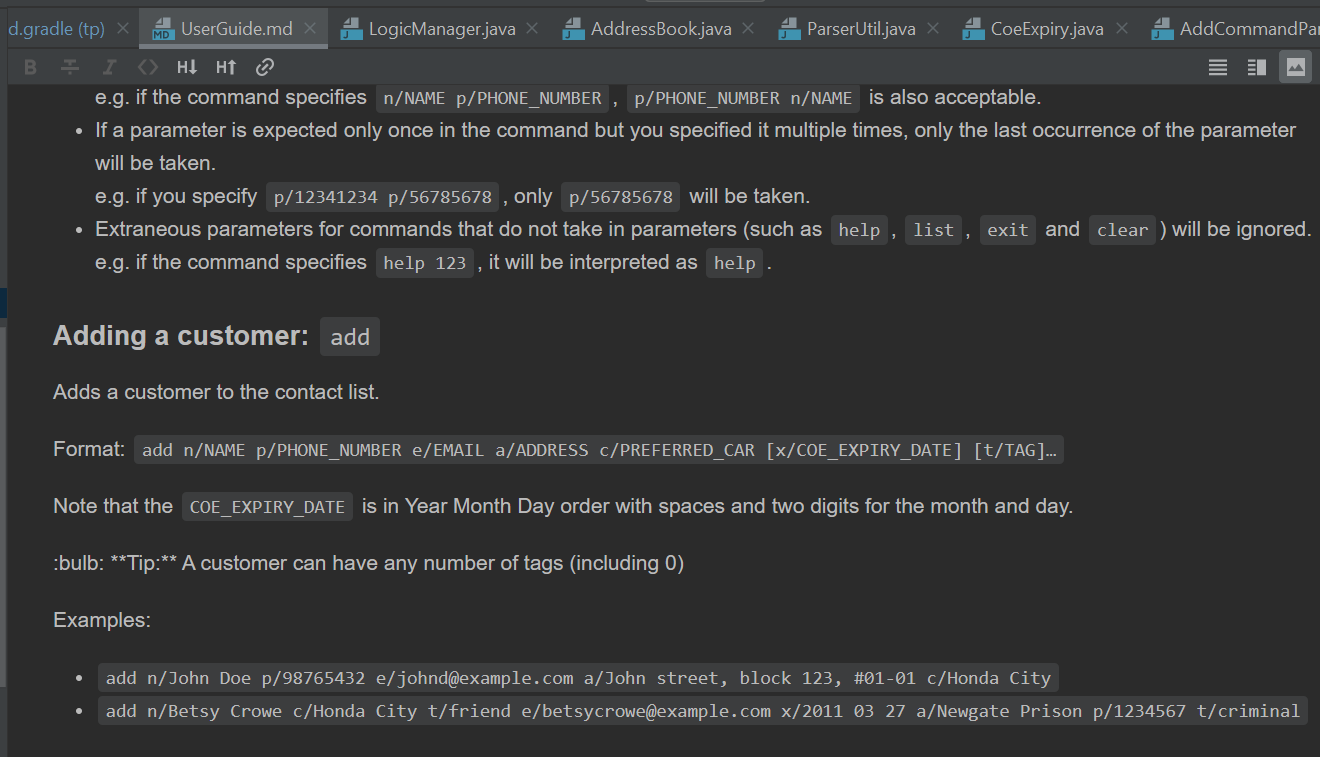 d.gradle (tp) UserGuide.md LogicManager.java AddressBook.java ParserUtil.java CoeExpiry.java AddCommandPar
B I <> H↓ H↑
e.g. if the command specifies n/NAME p/PHONE_NUMBER , p/PHONE_NUMBER n/NAME is also acceptable.
• If a parameter is expected only once in the command but you specified it multiple times, only the last occurrence of the parameter
will be taken.
e.g. if you specify p/12341234 p/56785678 , only p/56785678 will be taken.
• Extraneous parameters for commands that do not take in parameters (such as help , list , exit and clear ) will be ignored.
e.g. if the command specifies help 123 , it will be interpreted as help .
Adding a customer: add
Adds a customer to the contact list.
Format: add n/NAME p/PHONE_NUMBER e/EMAIL a/ADDRESS c/PREFERRED_CAR [x/COE_EXPIRY_DATE] [t/TAG]…
Note that the COE_EXPIRY_DATE is in Year Month Day order with spaces and two digits for the month and day.
:bulb: **Tip:** A customer can have any number of tags (including 0)
Examples:
• add n/John Doe p/98765432 e/johnd@example.com a/John street, block 123, #01-01 c/Honda City
• add n/Betsy Crowe c/Honda City t/friend e/betsycrowe@example.com x/2011 03 27 a/Newgate Prison p/1234567 t/criminal